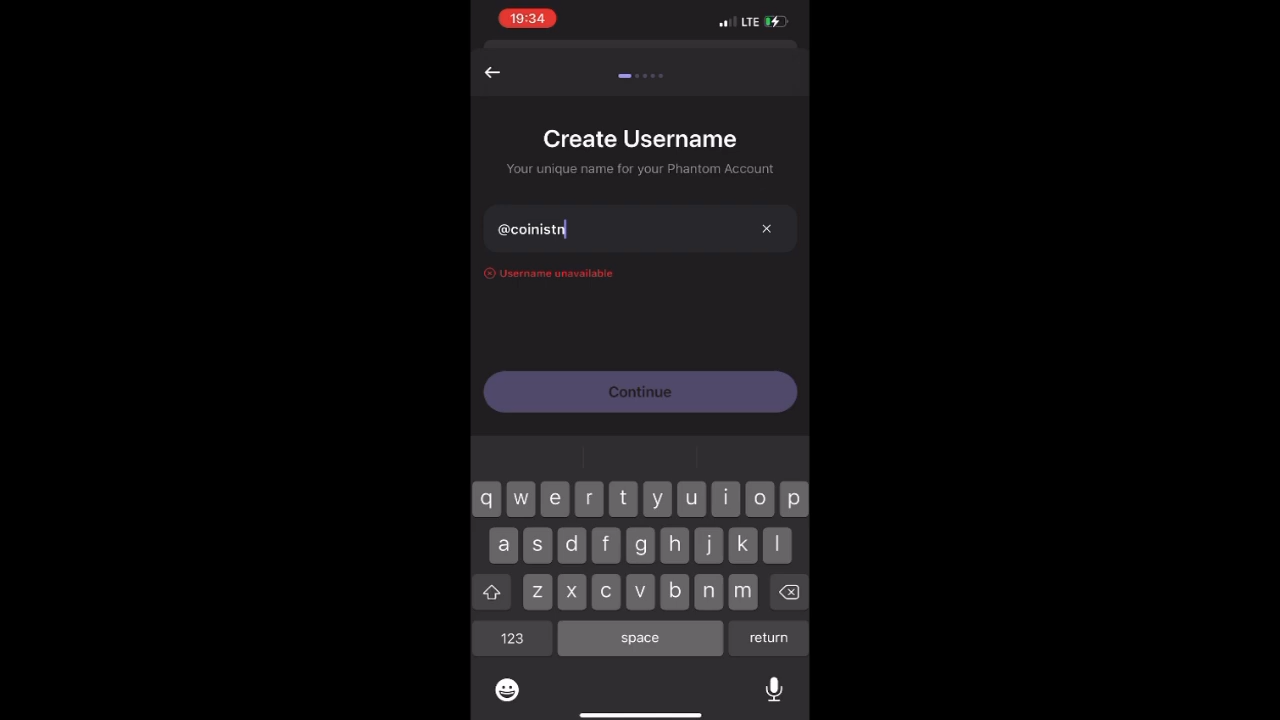 19:34
LTE
Create Username
Your unique name for your Phantom Account
@coinistn
Username unavailable
Continue
q w e r t y u i o p
a s d f g h j k l
z x c v b n m
123 space return